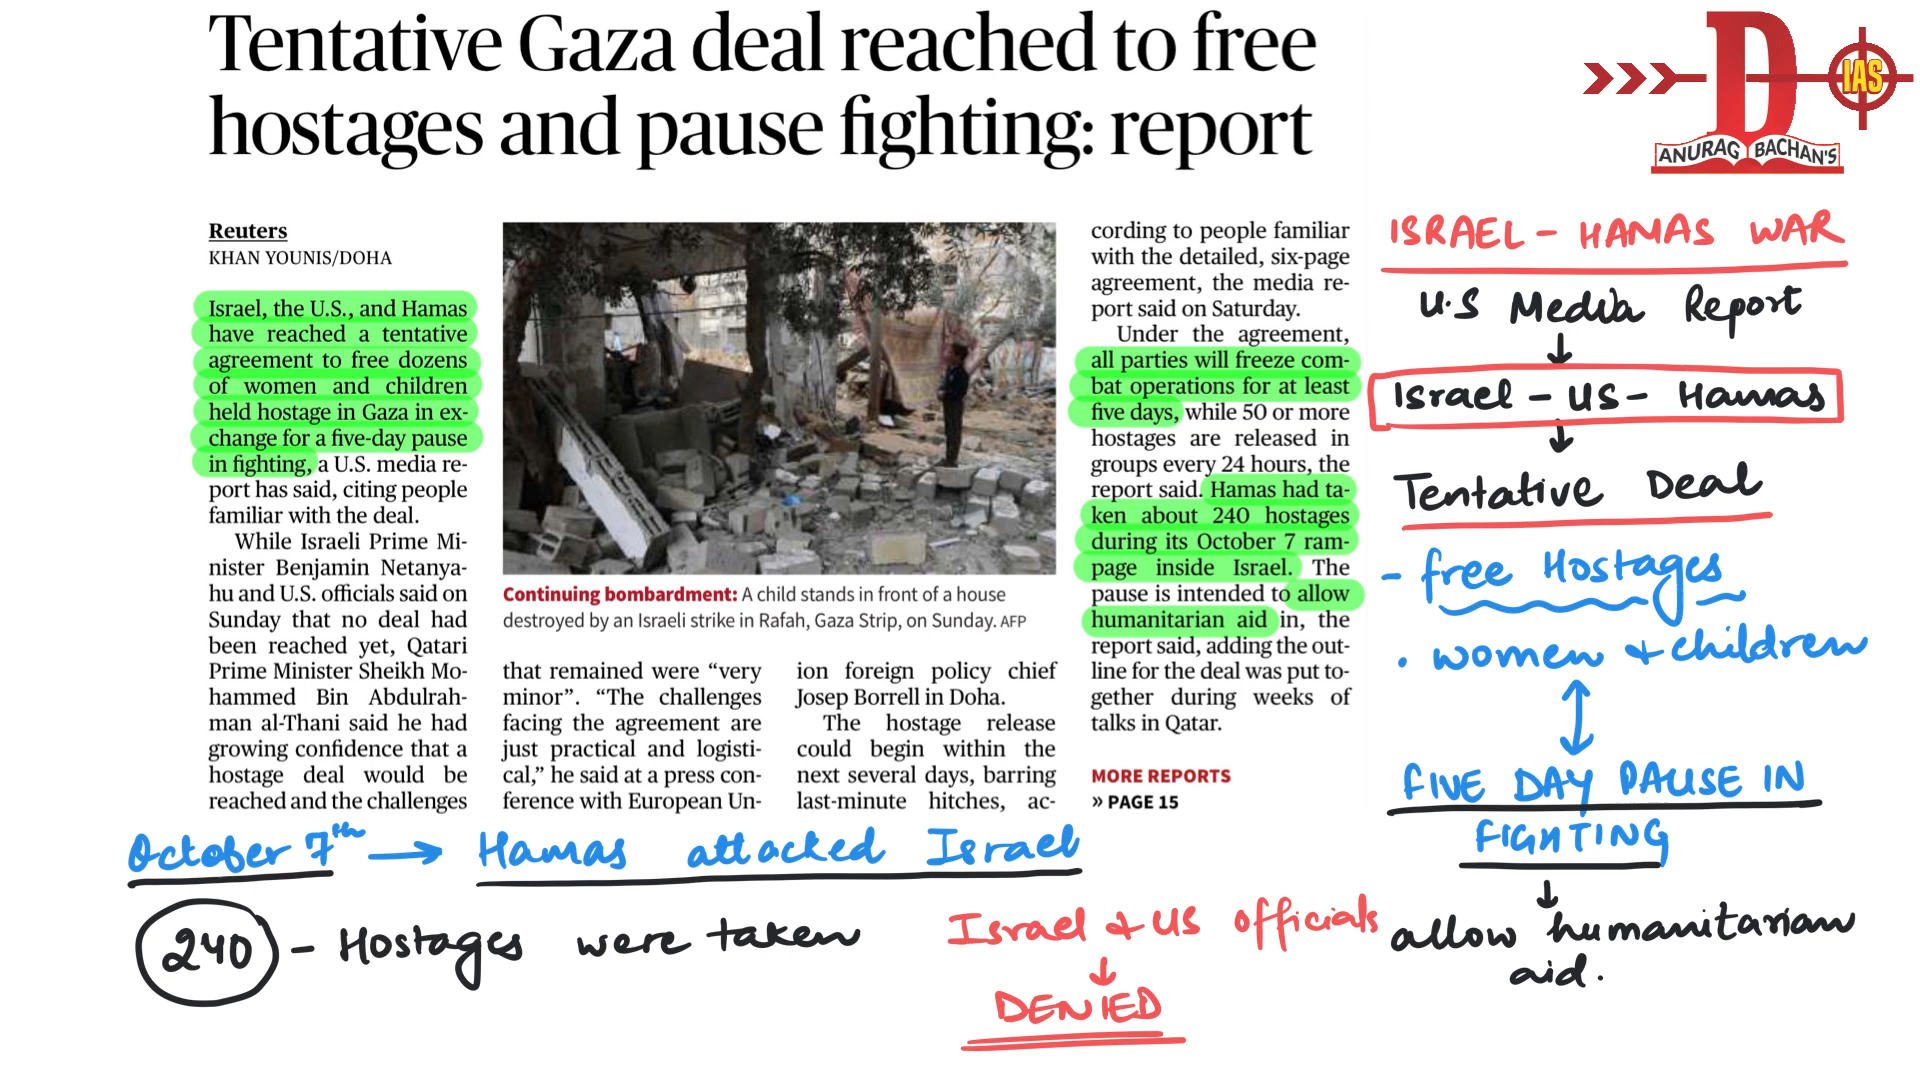 Tentative Gaza deal reached to free
hostages and pause fighting: report
D
IAS
ANURAG BACHAN'S
Reuters
KHAN YOUNIS/DOHA
Israel, the U.S., and Hamas
have reached a tentative
agreement to free dozens
of women and children
held hostage in Gaza in ex-
change for a five-day pause
in fighting, a U.S. media re-
port has said, citing people
familiar with the deal.
While Israeli Prime Mi-
nister Benjamin Netanya-
hu and U.S. officials said on
Sunday that no deal had
been reached yet, Qatari
Prime Minister Sheikh Mo-
hammed Bin Abdulrah-
man al-Thani said he had
growing confidence that a
hostage deal would be
reached and the challenges
Continuing bombardment: A child stands in front of a house
destroyed by an Israeli strike in Rafah, Gaza Strip, on Sunday. AFP
that remained were “very
minor”. “The challenges
facing the agreement are
just practical and logisti-
cal,” he said at a press con-
ference with European Un-
ion foreign policy chief
Josep Borrell in Doha.
The hostage release
could begin within the
next several days, barring
last-minute hitches, ac-
cording to people familiar
with the detailed, six-page
agreement, the media re-
port said on Saturday.
Under the agreement,
all parties will freeze com-
bat operations for at least
five days, while 50 or more
hostages are released in
groups every 24 hours, the
report said. Hamas had ta-
ken about 240 hostages
during its October 7 ram-
page inside Israel. The
pause is intended to allow
humanitarian aid in, the
report said, adding the out-
line for the deal was put to-
gether during weeks of
talks in Qatar.
MORE REPORTS
» PAGE 15
ISRAEL - HAMAS WAR
U.S Media Report
Israel - US - Hamas
Tentative Deal
- free Hostages
• women + children
FIVE DAY PAUSE IN
FIGHTING
allow humanitarian
aid.
October 7th → Hamas attacked Israel
240 - Hostages were taken
Israel + US officials
DENIED